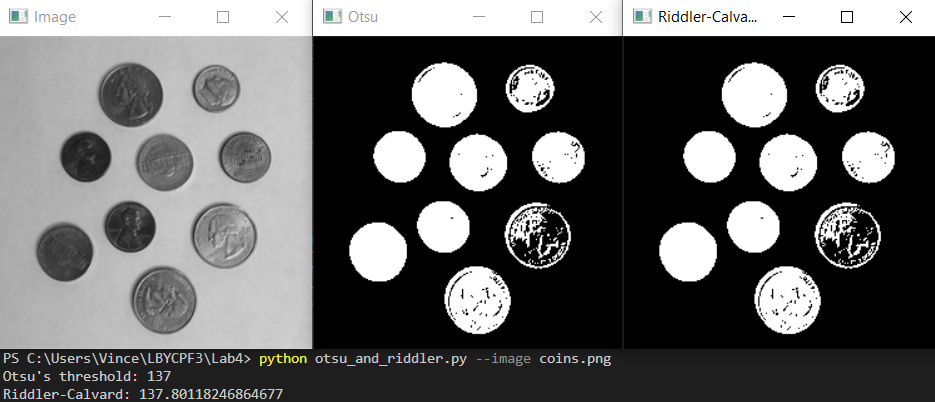 Image
Otsu
Riddler-Calva...
PS C:\Users\Vince\LBYCPF3\Lab4> python otsu_and_riddler.py --image coins.png
Otsu's threshold: 137
Riddler-Calvard: 137.80118246864677